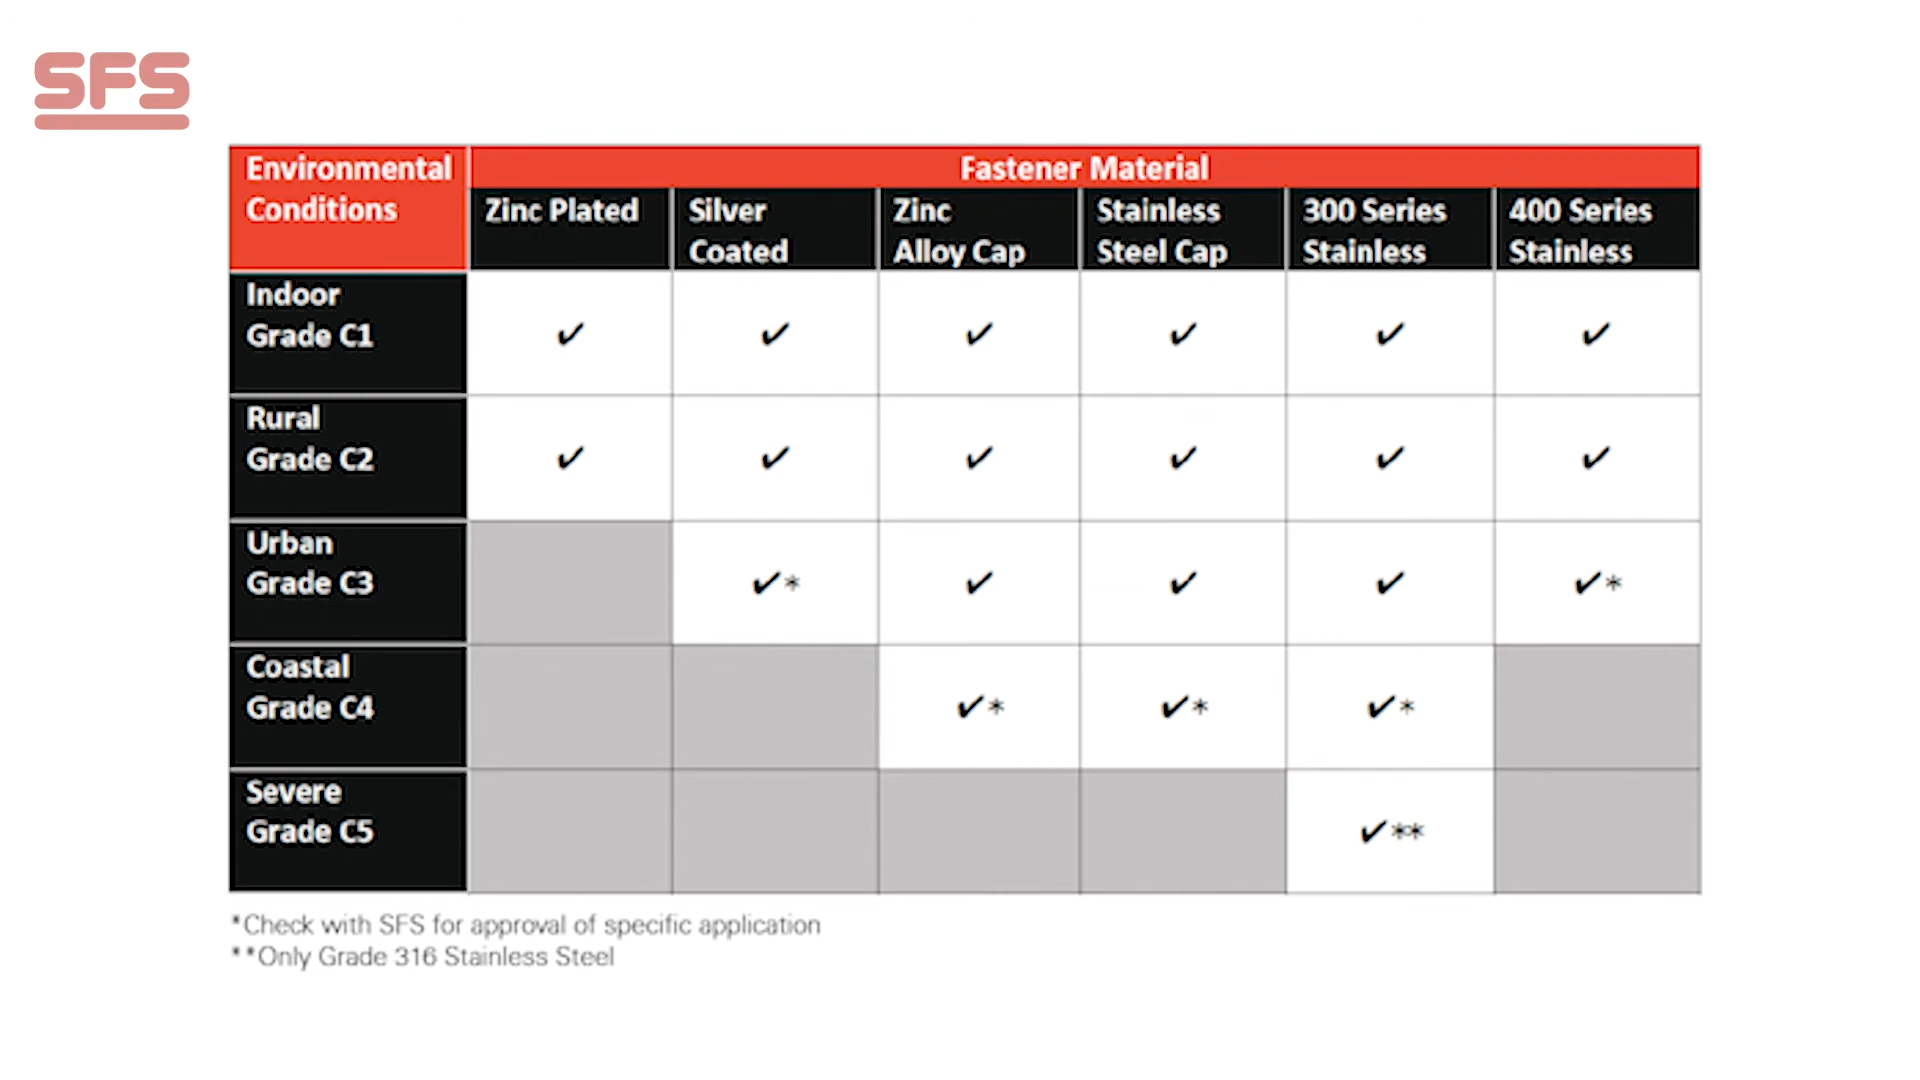 SFS
Environmental Conditions
Fastener Material
Zinc Plated
Silver Coated
Zinc Alloy Cap
Stainless Steel Cap
300 Series Stainless
400 Series Stainless
Indoor
Grade C1
✔ ✔ ✔ ✔ ✔ ✔
Rural
Grade C2
✔ ✔ ✔ ✔ ✔ ✔
Urban
Grade C3
✔* ✔ ✔ ✔ ✔*
Coastal
Grade C4
✔* ✔* ✔*
Severe
Grade C5
✔**
*Check with SFS for approval of specific application
**Only Grade 316 Stainless Steel